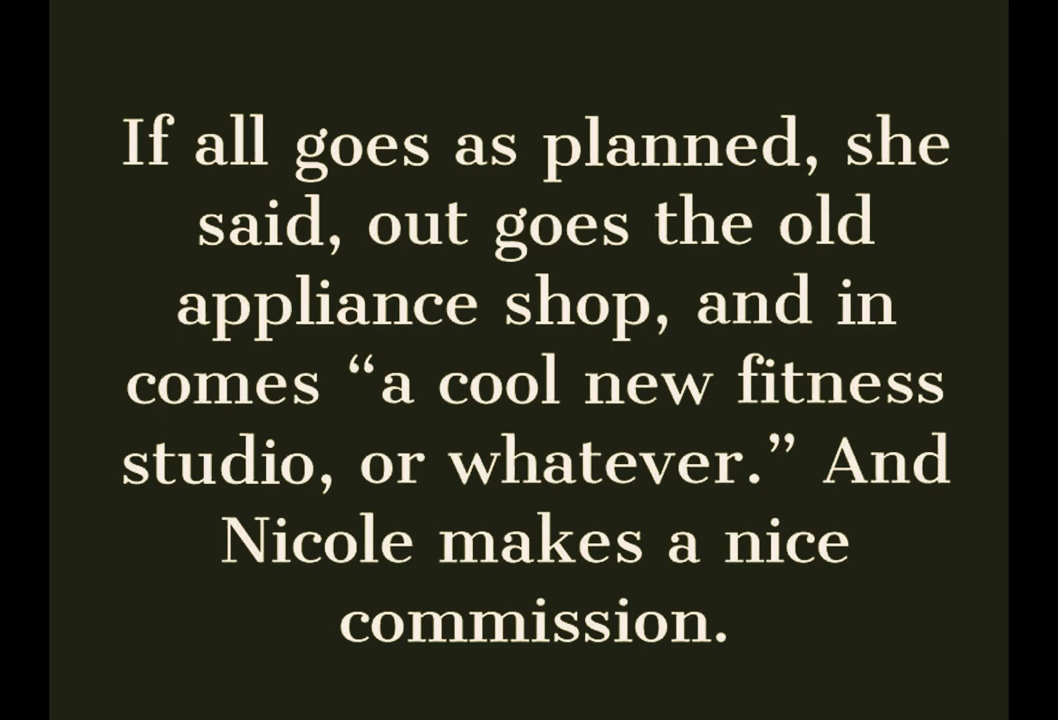 If all goes as planned, she
said, out goes the old
appliance shop, and in
comes “a cool new fitness
studio, or whatever.” And
Nicole makes a nice
commission.